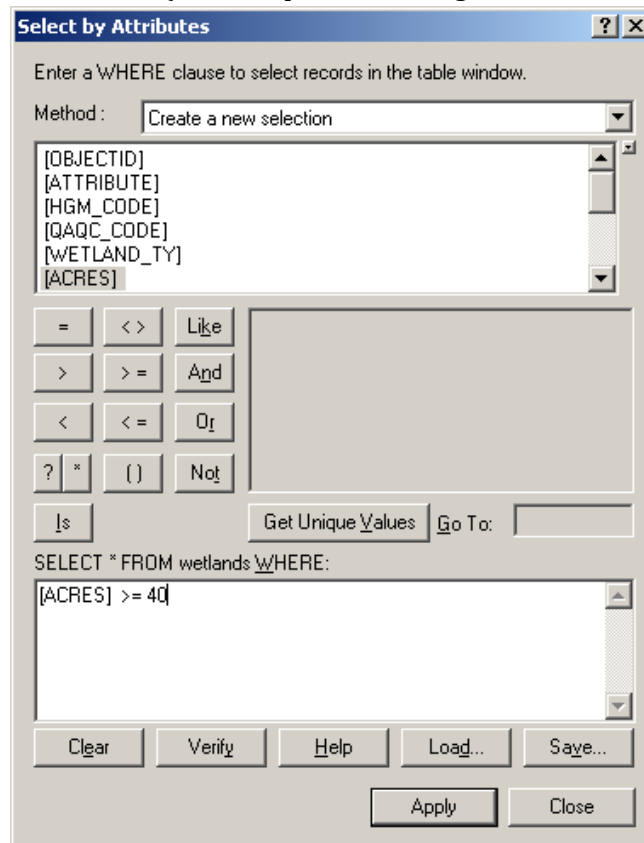 Select by Attributes ? X
Enter a WHERE clause to select records in the table window.
Method : Create a new selection
[OBJECTID]
[ATTRIBUTE]
[HGM_CODE]
[QAQC_CODE]
[WETLAND_TY]
[ACRES]
= < > Like
> > = And
< < = Or
? * ( ) Not
Is Get Unique Values Go To:
SELECT * FROM wetlands WHERE:
[ACRES] >= 40
Clear Verify Help Load... Save...
Apply Close